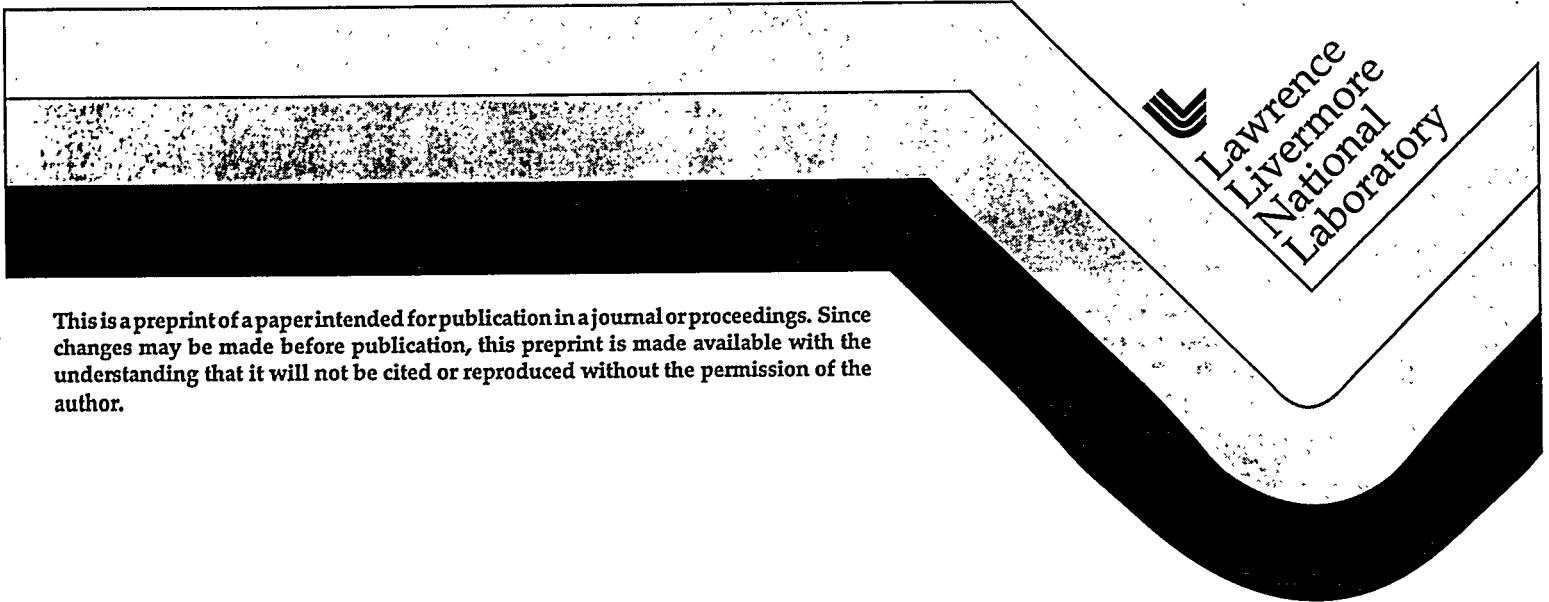 Lawrence
Livermore
National
Laboratory
This is a preprint of a paper intended for publication in a journal or proceedings. Since
changes may be made before publication, this preprint is made available with the
understanding that it will not be cited or reproduced without the permission of the
author.